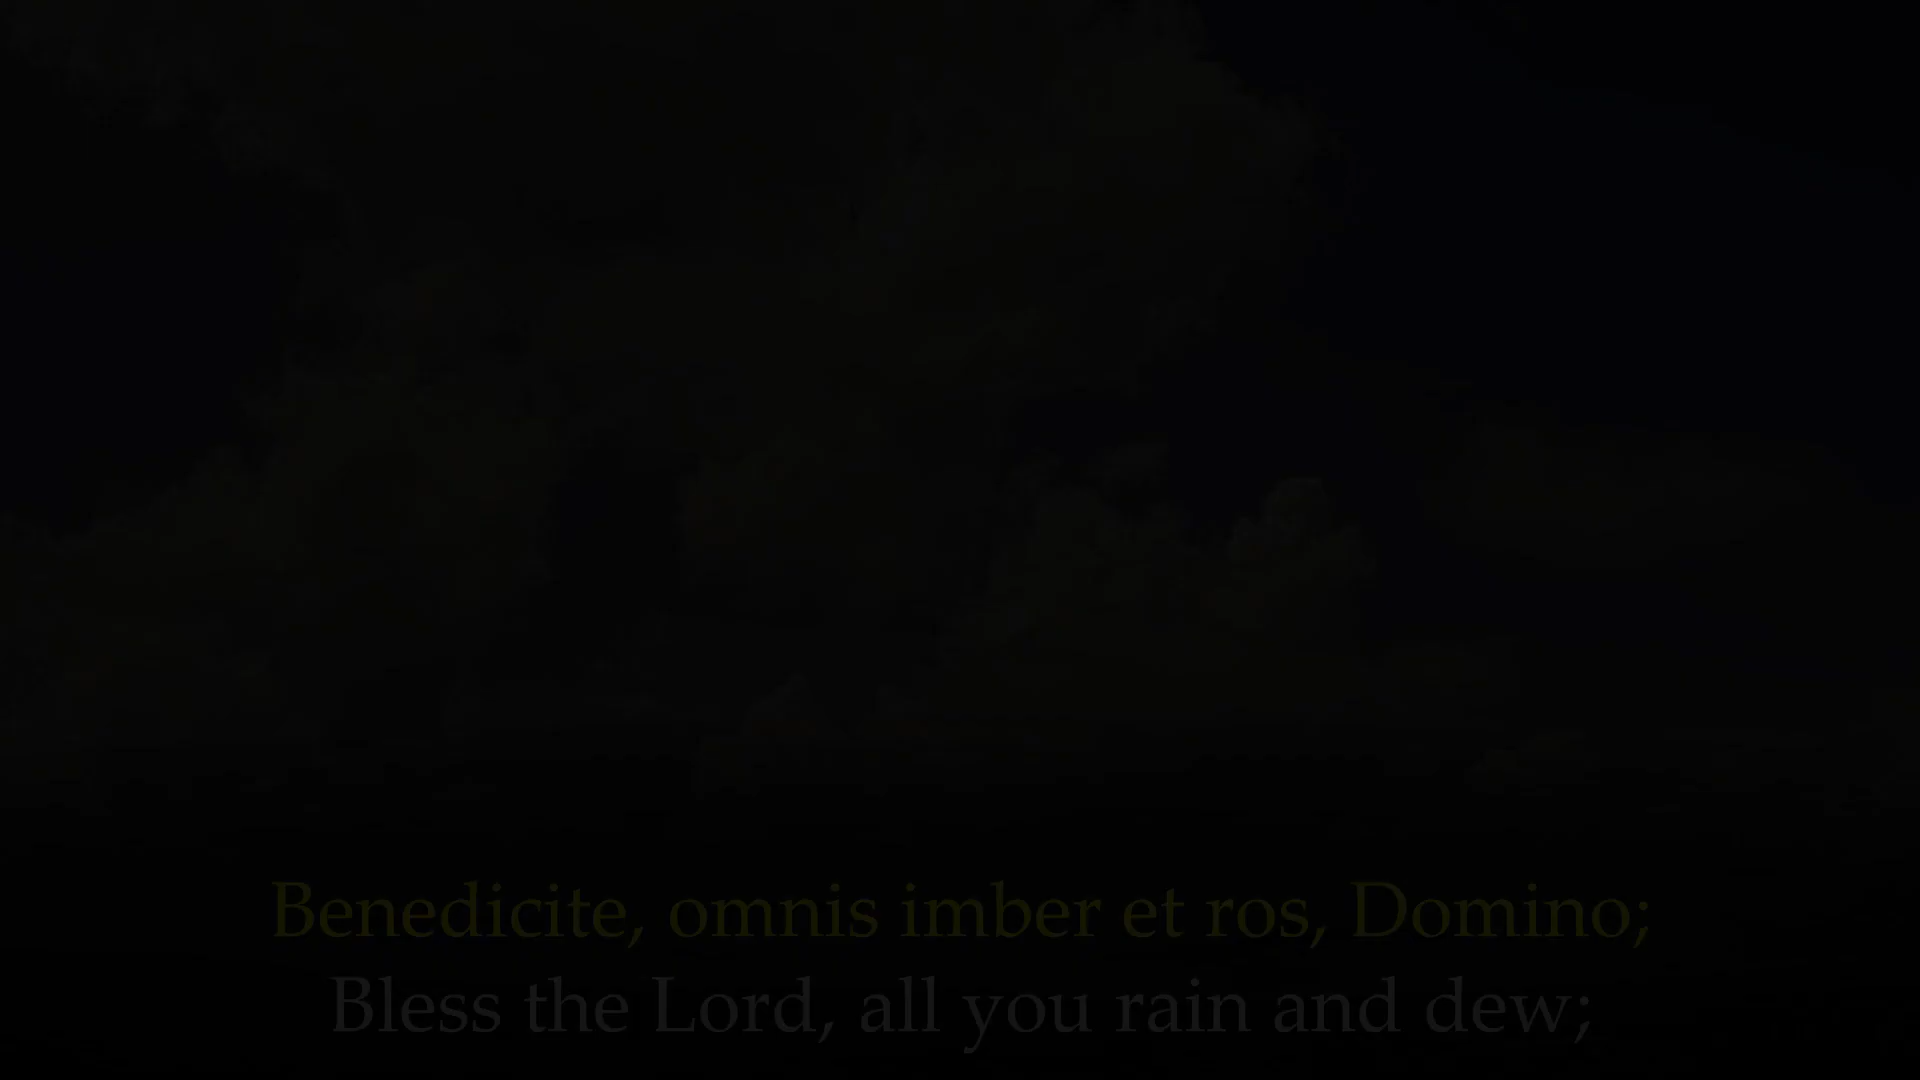 Benedicite, omnis imber et ros, Domino;
Bless the Lord, all you rain and dew;